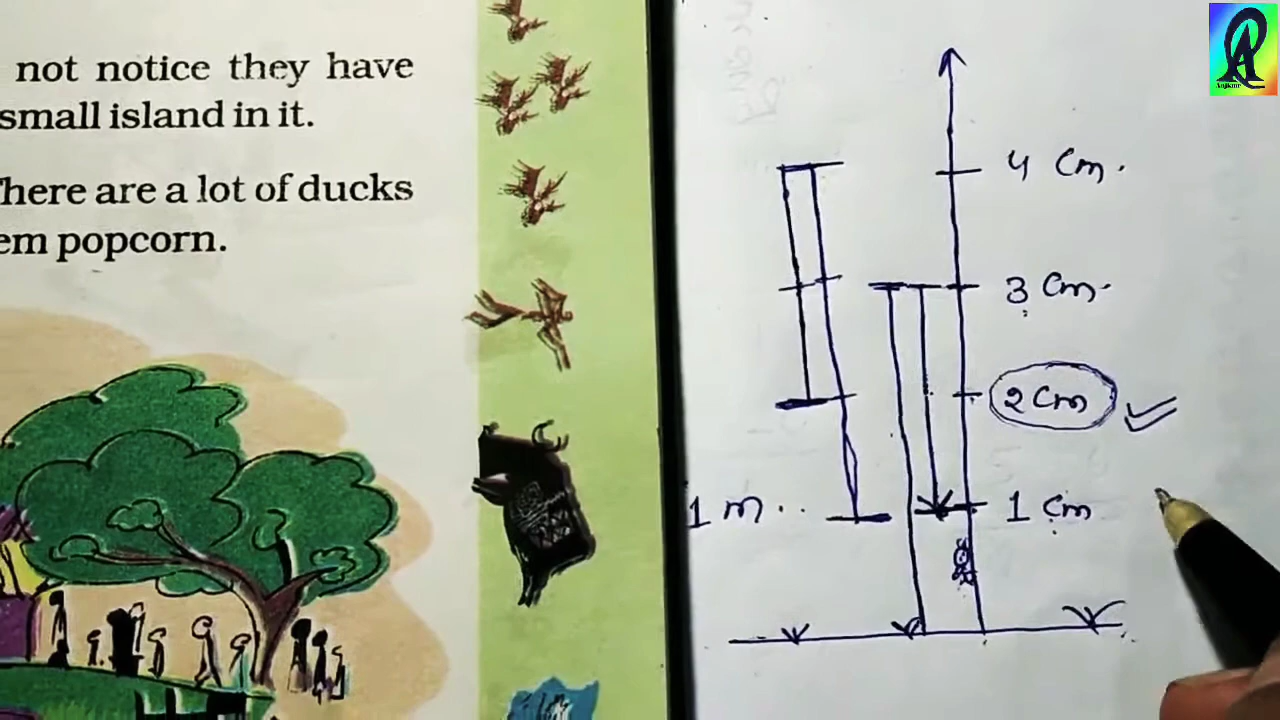 not notice they have
small island in it.
There are a lot of ducks
em popcorn.
4 Cm.
3 Cm.
2 Cm
1 m..
1 Cm